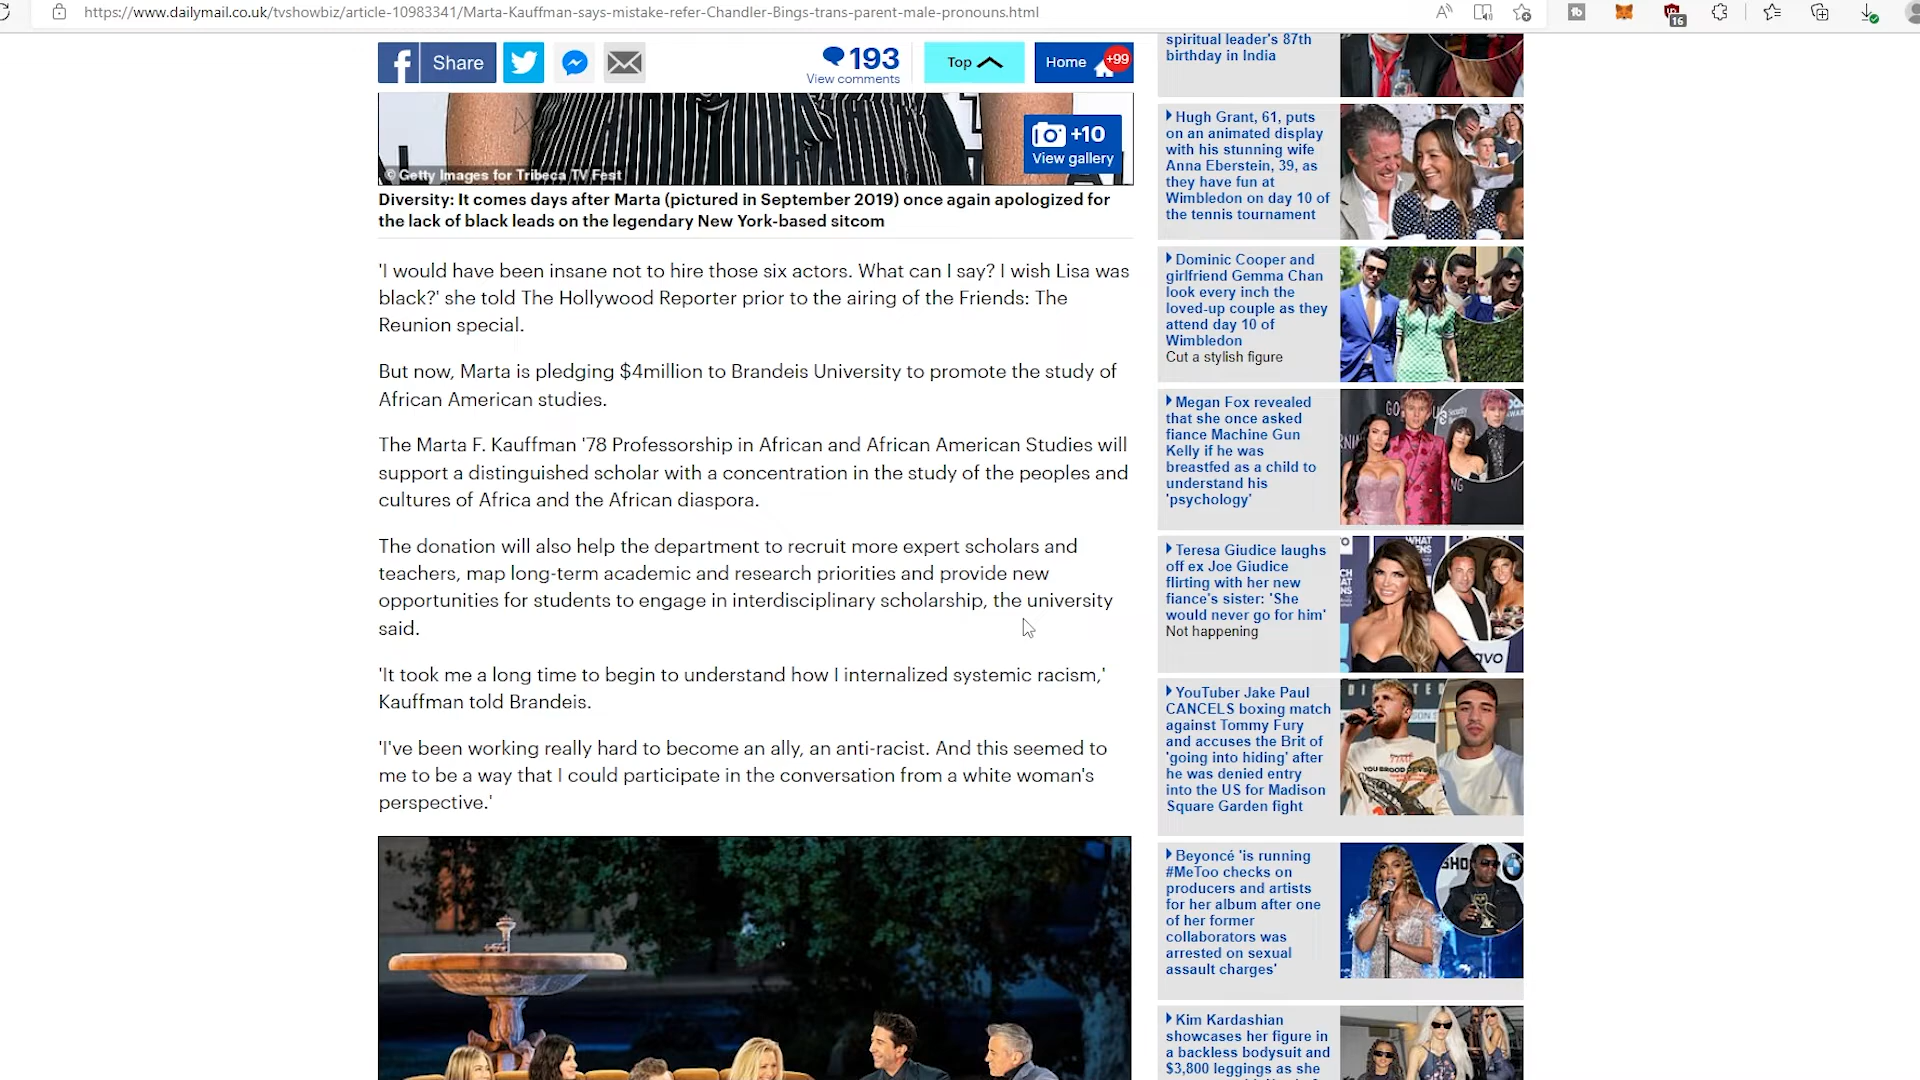 https://www.dailymail.co.uk/tvshowbiz/article-10983341/Marta-Kauffman-says-mistake-refer-Chandler-Bings-trans-parent-male-pronouns.html
16
Share
193
View comments
Top
Home
+99
+10
View gallery
© Getty Images for Tribeca TV Fest
Diversity: It comes days after Marta (pictured in September 2019) once again apologized for
the lack of black leads on the legendary New York-based sitcom
'I would have been insane not to hire those six actors. What can I say? I wish Lisa was
black?' she told The Hollywood Reporter prior to the airing of the Friends: The
Reunion special.
But now, Marta is pledging $4million to Brandeis University to promote the study of
African American studies.
The Marta F. Kauffman '78 Professorship in African and African American Studies will
support a distinguished scholar with a concentration in the study of the peoples and
cultures of Africa and the African diaspora.
The donation will also help the department to recruit more expert scholars and
teachers, map long-term academic and research priorities and provide new
opportunities for students to engage in interdisciplinary scholarship, the university
said.
'It took me a long time to begin to understand how I internalized systemic racism,'
Kauffman told Brandeis.
'I've been working really hard to become an ally, an anti-racist. And this seemed to
me to be a way that I could participate in the conversation from a white woman's
perspective.'
spiritual leader's 87th
birthday in India
Hugh Grant, 61, puts
on an animated display
with his stunning wife
Anna Eberstein, 39, as
they have fun at
Wimbledon on day 10 of
the tennis tournament
Dominic Cooper and
girlfriend Gemma Chan
look every inch the
loved-up couple as they
attend day 10 of
Wimbledon
Cut a stylish figure
Megan Fox revealed
that she once asked
fiance Machine Gun
Kelly if he was
breastfed as a child to
understand his
'psychology'
Teresa Giudice laughs
off ex Joe Giudice
flirting with her new
fiance's sister: 'She
would never go for him'
Not happening
YouTuber Jake Paul
CANCELS boxing match
against Tommy Fury
and accuses the Brit of
'going into hiding' after
he was denied entry
into the US for Madison
Square Garden fight
Beyoncé 'is running
#MeToo checks on
producers and artists
for her album after one
of her former
collaborators was
arrested on sexual
assault charges'
Kim Kardashian
showcases her figure in
a backless bodysuit and
$3,800 leggings as she